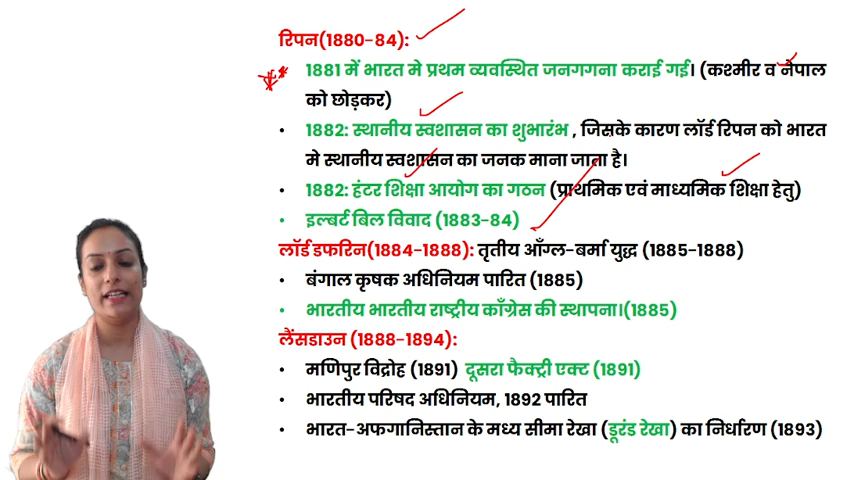 रिपन(1880-84):
1881 में भारत मे प्रथम व्यवस्थित जनगगना कराई गई। (कश्मीर व नेपाल
को छोड़कर)
• 1882: स्थानीय स्वशासन का शुभारंभ , जिसके कारण लॉर्ड रिपन को भारत
मे स्थानीय स्वशासन का जनक माना जाता है।
• 1882: हंटर शिक्षा आयोग का गठन (प्राथमिक एवं माध्यमिक शिक्षा हेतु)
• इल्बर्ट बिल विवाद (1883-84)
लॉर्ड डफरिन(1884-1888): तृतीय आँग्ल-बर्मा युद्ध (1885-1888)
• बंगाल कृषक अधिनियम पारित (1885)
• भारतीय भारतीय राष्ट्रीय काँग्रेस की स्थापना।(1885)
लैंसडाउन (1888-1894):
• मणिपुर विद्रोह (1891) दूसरा फैक्ट्री एक्ट (1891)
• भारतीय परिषद अधिनियम, 1892 पारित
• भारत-अफगानिस्तान के मध्य सीमा रेखा (डूरंड रेखा) का निर्धारण (1893)